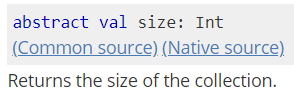 abstract val size: Int
(Common source) (Native source)
Returns the size of the collection.